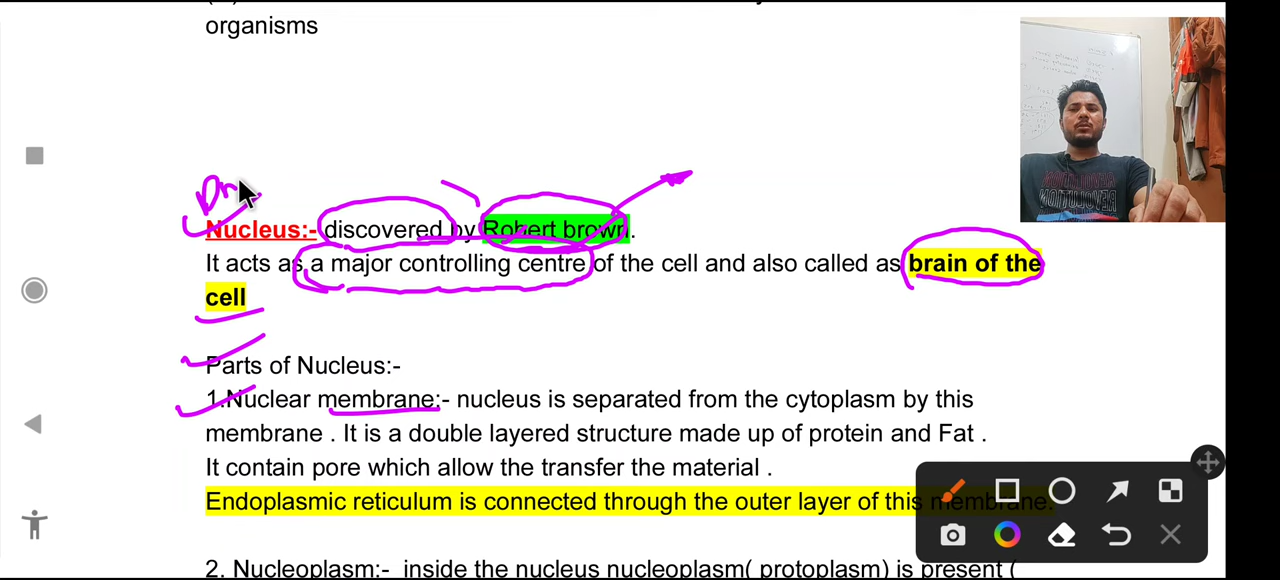 organisms
Dr
Nucleus:- discovered by Robert brown.
It acts as a major controlling centre of the cell and also called as brain of the
cell
Parts of Nucleus:-
1.Nuclear membrane:- nucleus is separated from the cytoplasm by this
membrane . It is a double layered structure made up of protein and Fat .
It contain pore which allow the transfer the material .
Endoplasmic reticulum is connected through the outer layer of this membrane.
2. Nucleoplasm:- inside the nucleus nucleoplasm( protoplasm) is present (